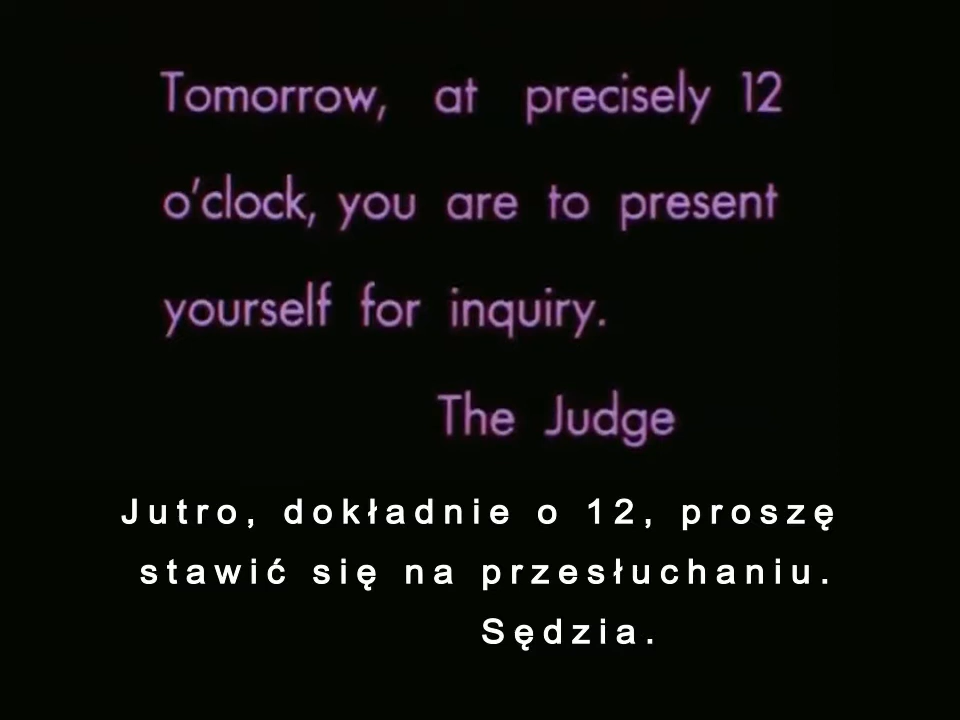 Tomorrow, at precisely 12
o'clock, you are to present
yourself for inquiry.
The Judge
Jutro, dokładnie o 12, proszę
stawić się na przesłuchaniu.
Sędzia.